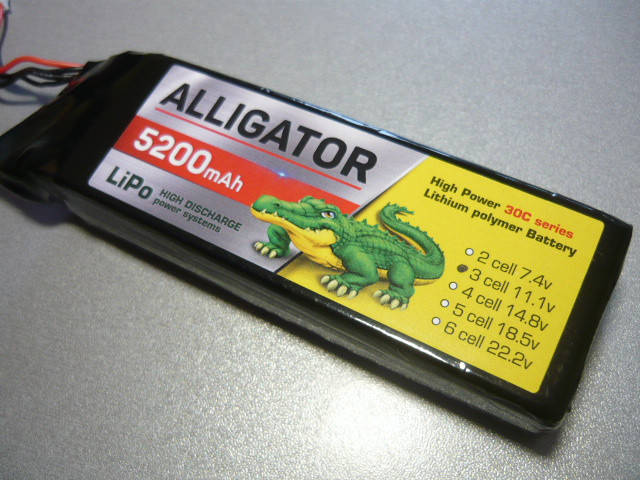 ALLIGATOR
5200mAh
LiPo HIGH DISCHARGE
power systems
High Power 30C series
Lithium polymer Battery
2 cell 7.4v
3 cell 11.1v
4 cell 14.8v
5 cell 18.5v
6 cell 22.2v